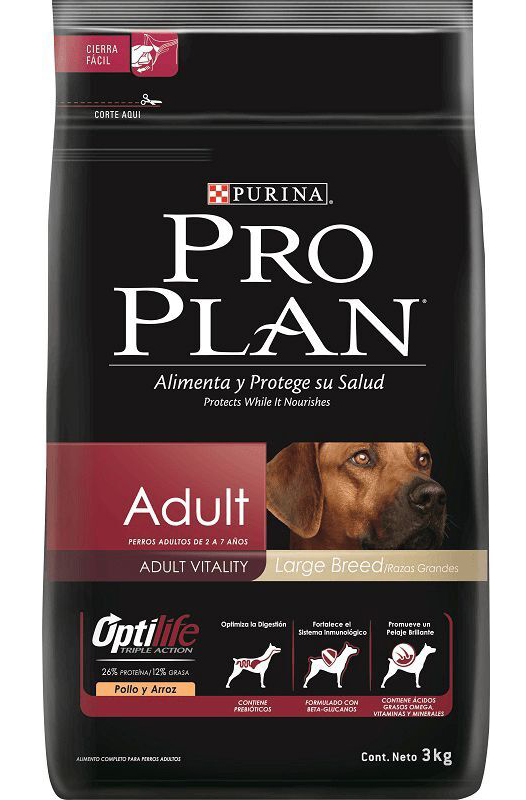 CIERRA
FÁCIL
CORTE AQUI
PURINA
PRO
PLAN
Alimenta y Protege su Salud
Protects While It Nourishes
Adult
PERROS ADULTOS DE 2 A 7 AÑOS
ADULT VITALITY
Large Breed/Razas Grandes
Optilife
TRIPLE ACTION
26% PROTEÍNA/12% GRASA
Pollo y Arroz
Optimiza la Digestión
CONTIENE
PREBIÓTICOS
Fortalece el
Sistema Inmunológico
FORMULADO CON
BETA-GLUCANOS
Promueve un
Pelaje Brillante
CONTIENE ÁCIDOS
GRASOS OMEGA,
VITAMINAS Y MINERALES
ALIMENTO COMPLETO PARA PERROS ADULTOS
Cont. Neto 3kg